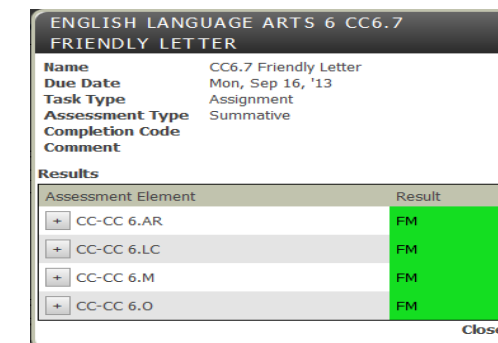 ENGLISH LANGUAGE ARTS 6 CC6.7
FRIENDLY LETTER
Name CC6.7 Friendly Letter
Due Date Mon, Sep 16, '13
Task Type Assignment
Assessment Type Summative
Completion Code
Comment
Results
Assessment Element Result
+ CC-CC 6.AR FM
+ CC-CC 6.LC FM
+ CC-CC 6.M FM
+ CC-CC 6.O FM
Close